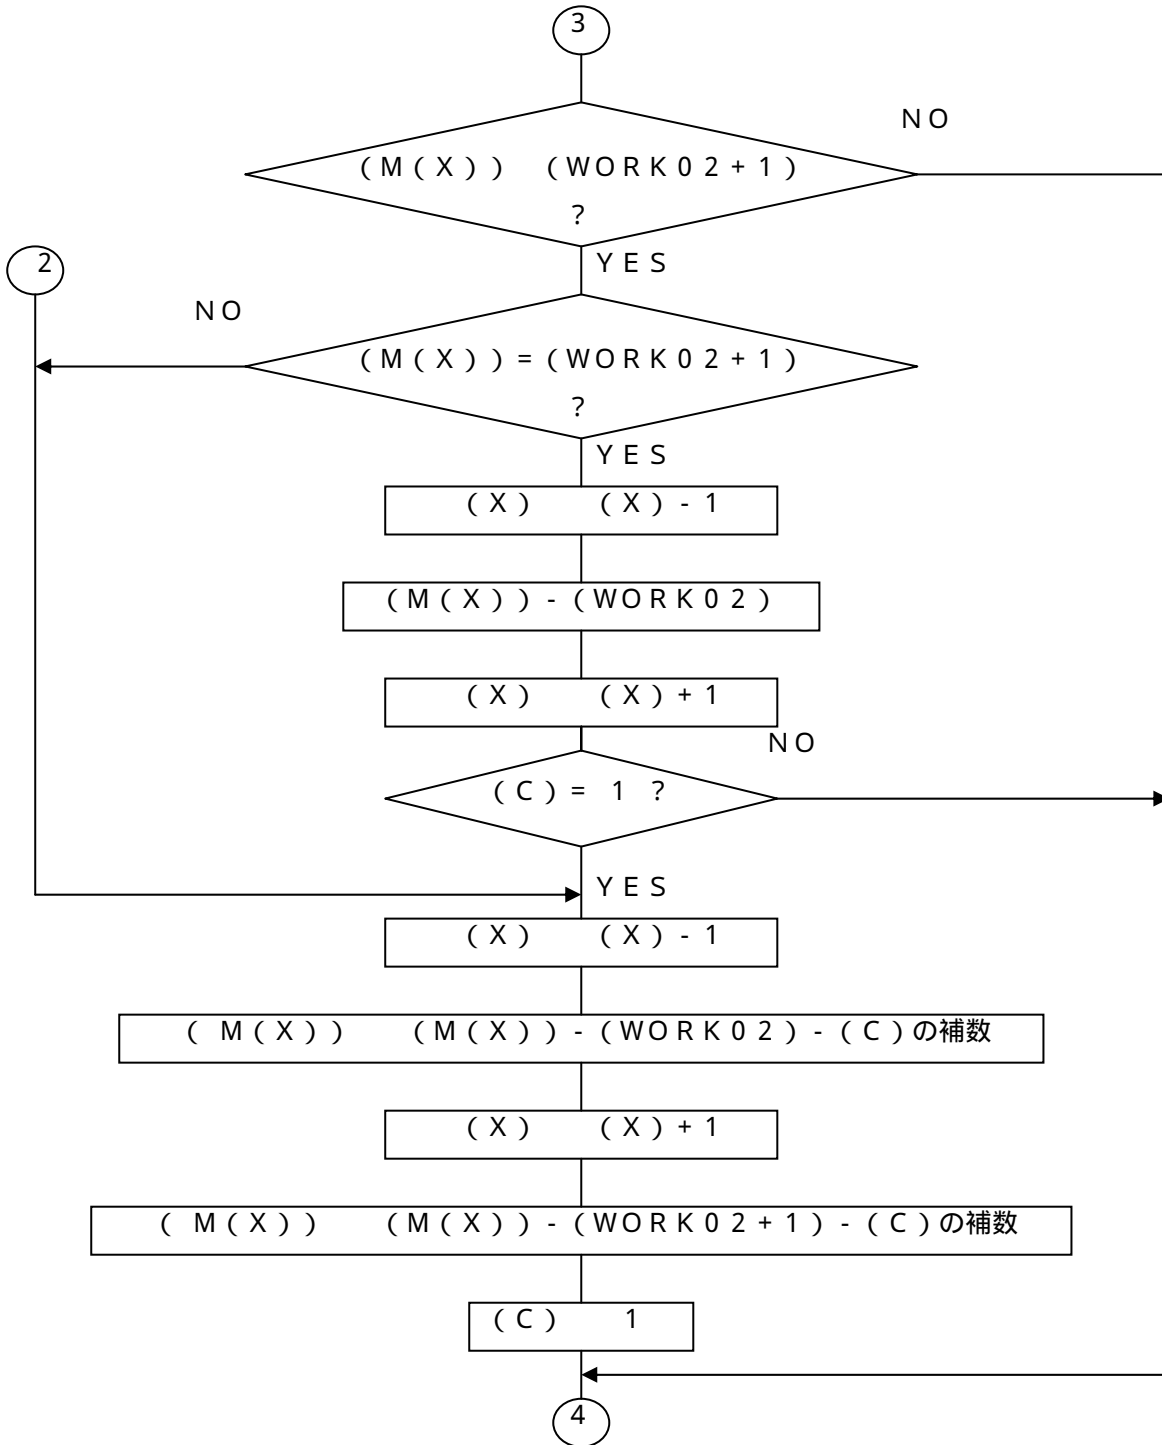 3
NO
(M(X)) (WORK02+1)
?
YES
2
NO
(M(X))=(WORK02+1)
?
YES
(X) (X)-1
(M(X))-(WORK02)
(X) (X)+1
NO
(C)= 1 ?
YES
(X) (X)-1
( M(X)) (M(X))-(WORK02)-(C)の補数
(X) (X)+1
( M(X)) (M(X))-(WORK02+1)-(C)の補数
(C) 1
4